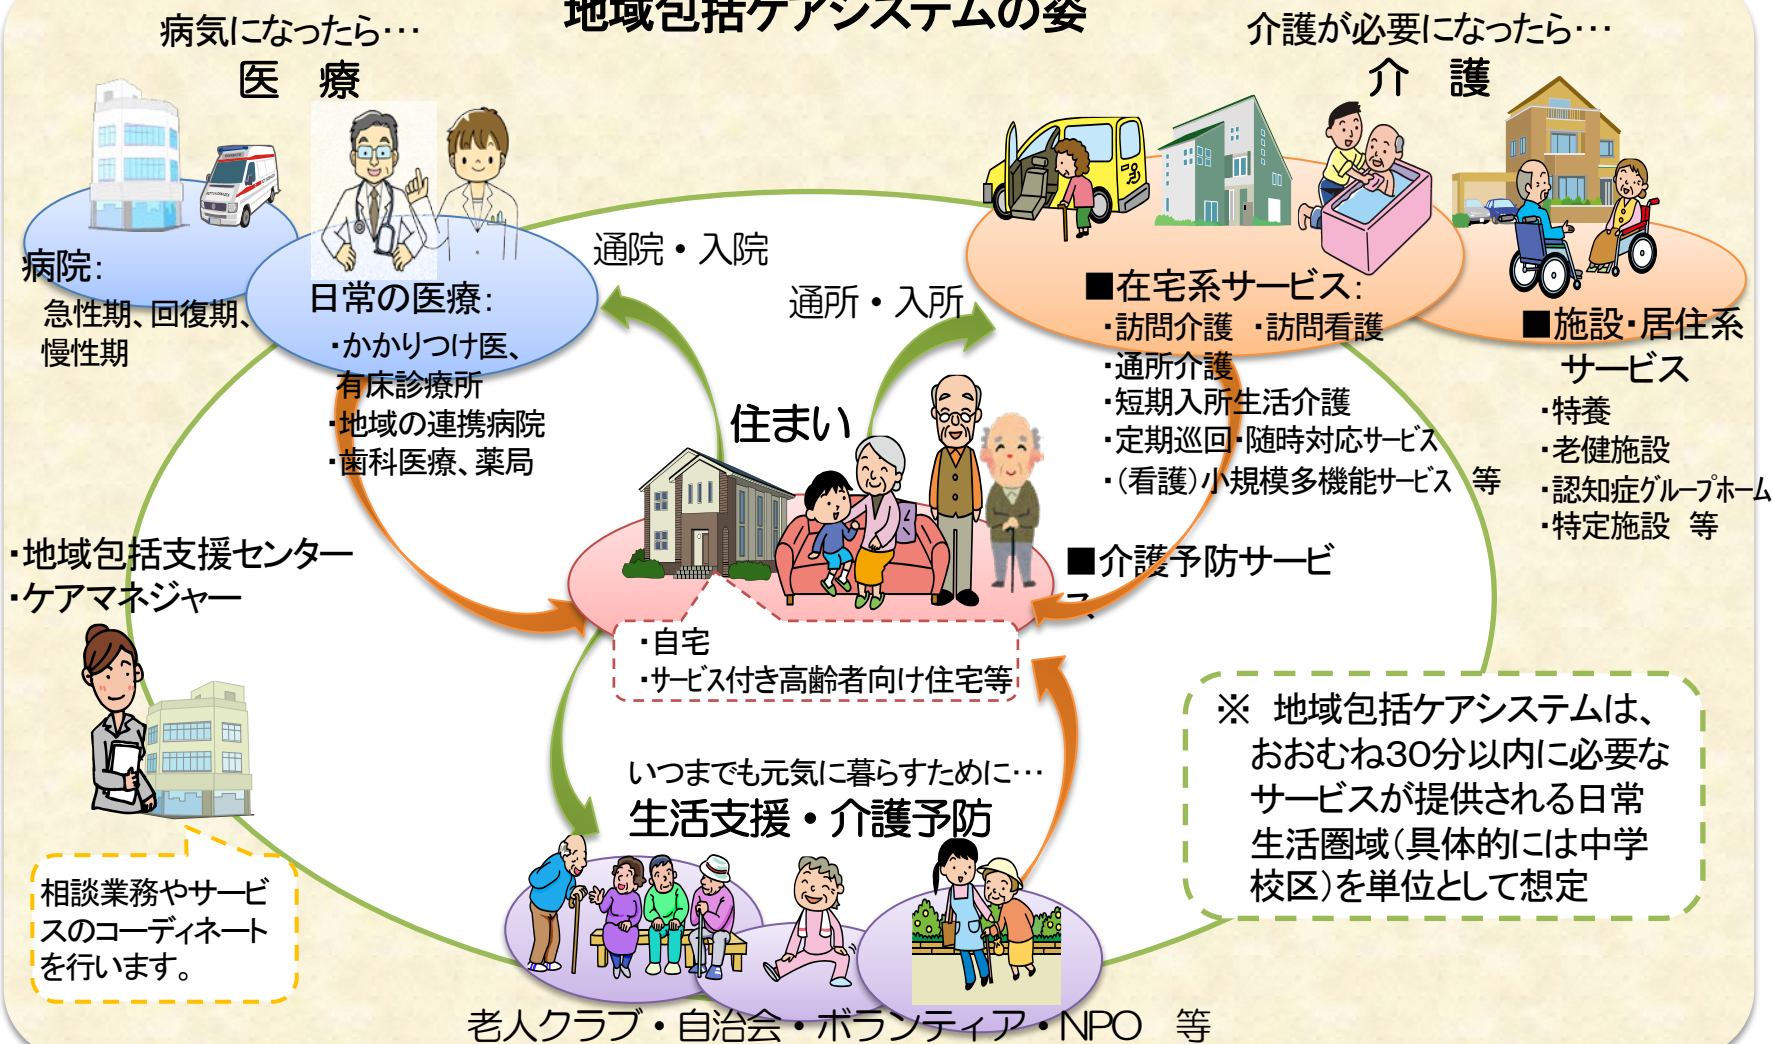 地域包括ケアシステムの姿
病気になったら…
医　療
病院：
急性期、回復期、
慢性期
日常の医療：
・かかりつけ医、
有床診療所
・地域の連携病院
・歯科医療、薬局
通院・入院
通所・入所
介護が必要になったら…
介　護
■在宅系サービス：
・訪問介護　・訪問看護
・通所介護
・短期入所生活介護
・定期巡回・随時対応サービス
・（看護）小規模多機能サービス　等
■介護予防サービ
ス
■施設・居住系
サービス
・特養
・老健施設
・認知症グループホーム
・特定施設　等
住まい
・自宅
・サービス付き高齢者向け住宅等
・地域包括支援センター
・ケアマネジャー
相談業務やサービ
スのコーディネート
を行います。
いつまでも元気に暮らすために…
生活支援・介護予防
老人クラブ・自治会・ボランティア・NPO　等
※　地域包括ケアシステムは、
おおむね30分以内に必要な
サービスが提供される日常
生活圏域（具体的には中学
校区）を単位として想定